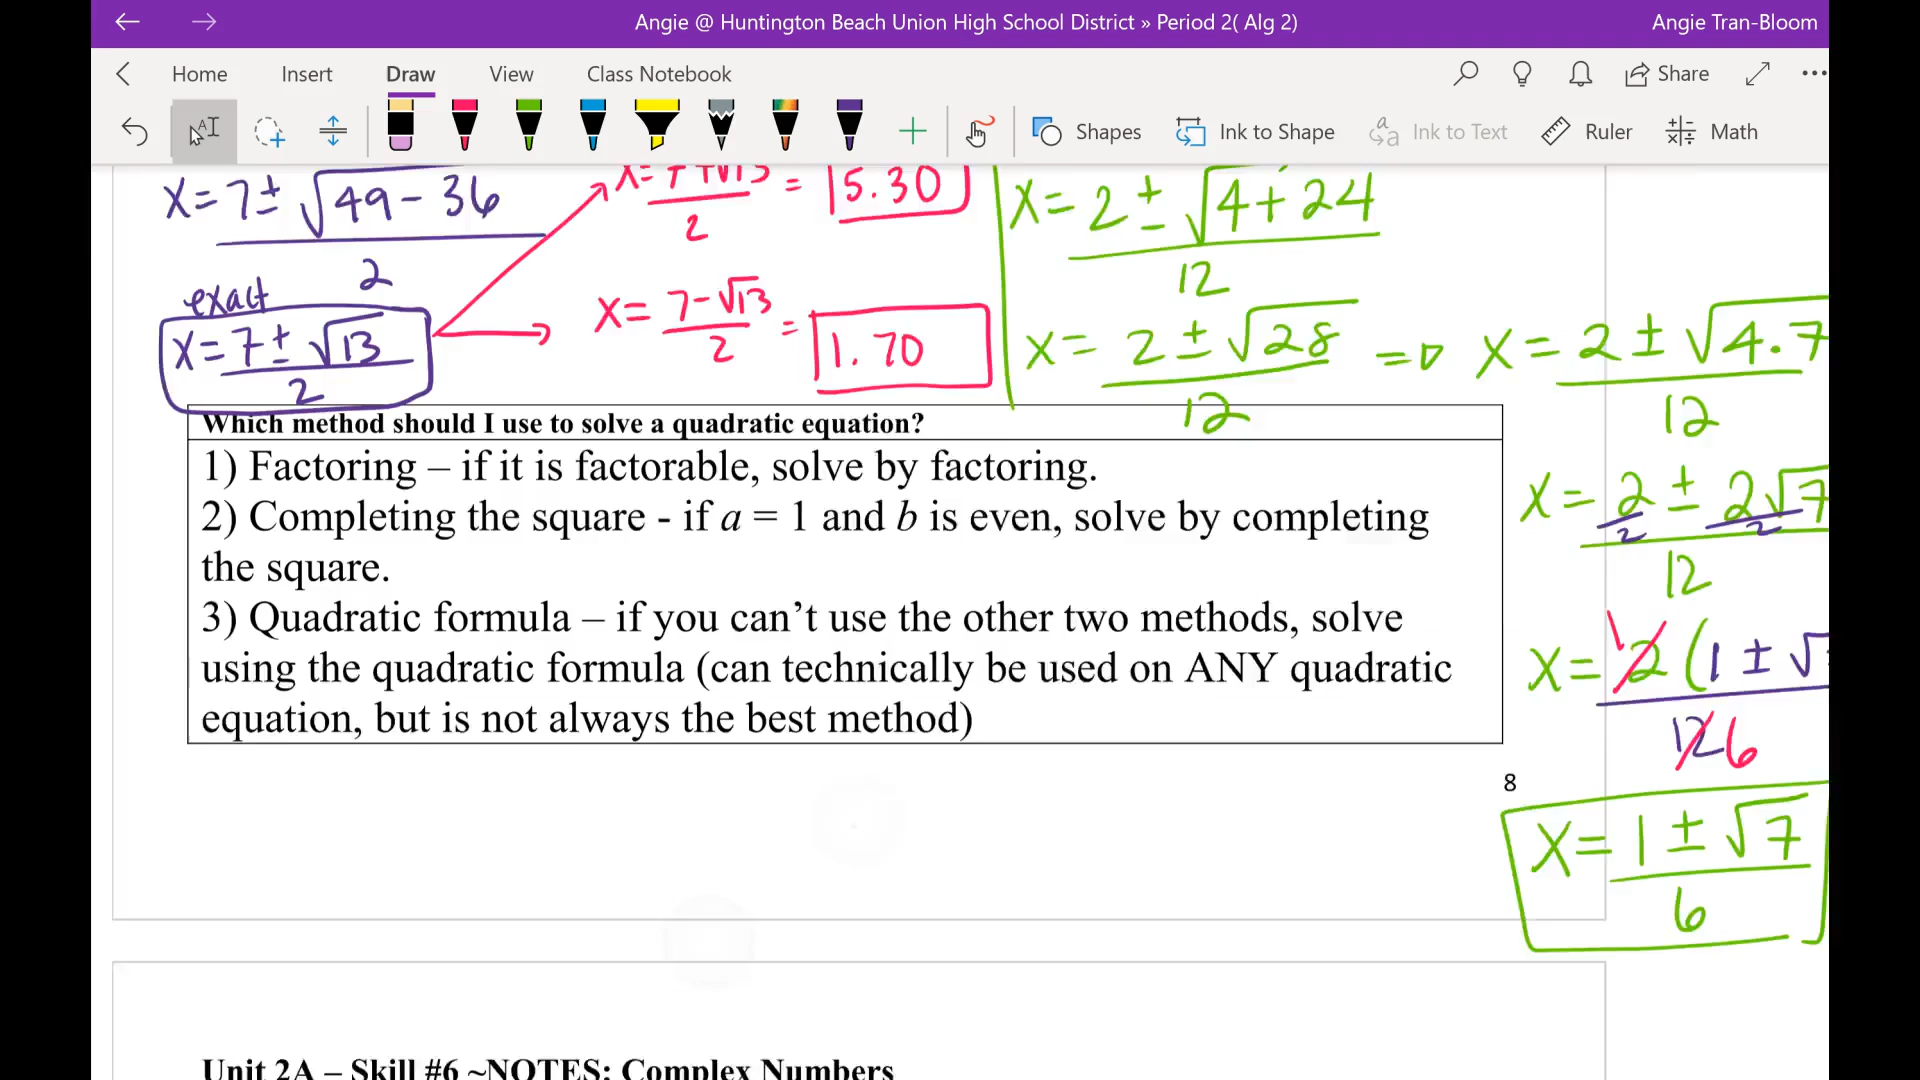 Angie @ Huntington Beach Union High School District » Period 2( Alg 2)
Angie Tran-Bloom
Home Insert Draw View Class Notebook Share
Shapes Ink to Shape Ink to Text Ruler Math
x = 7 ± √49 - 36
2
exact
x = 7 ± √13
2
x = 7 + √13
2
= 5.30
x = 7 - √13
2
= 1.70
x = 2 ± √4 + 24
12
x = 2 ± √28
12
=> x = 2 ± √4.7
12
x = 2 ± 2√7
2 2
12
x = 2 (1 ± √
1
12 6
x = 1 ± √7
6
Which method should I use to solve a quadratic equation?
1) Factoring – if it is factorable, solve by factoring.
2) Completing the square - if a = 1 and b is even, solve by completing
the square.
3) Quadratic formula – if you can’t use the other two methods, solve
using the quadratic formula (can technically be used on ANY quadratic
equation, but is not always the best method)
8
Unit 2A – Skill #6 ~NOTES: Complex Numbers